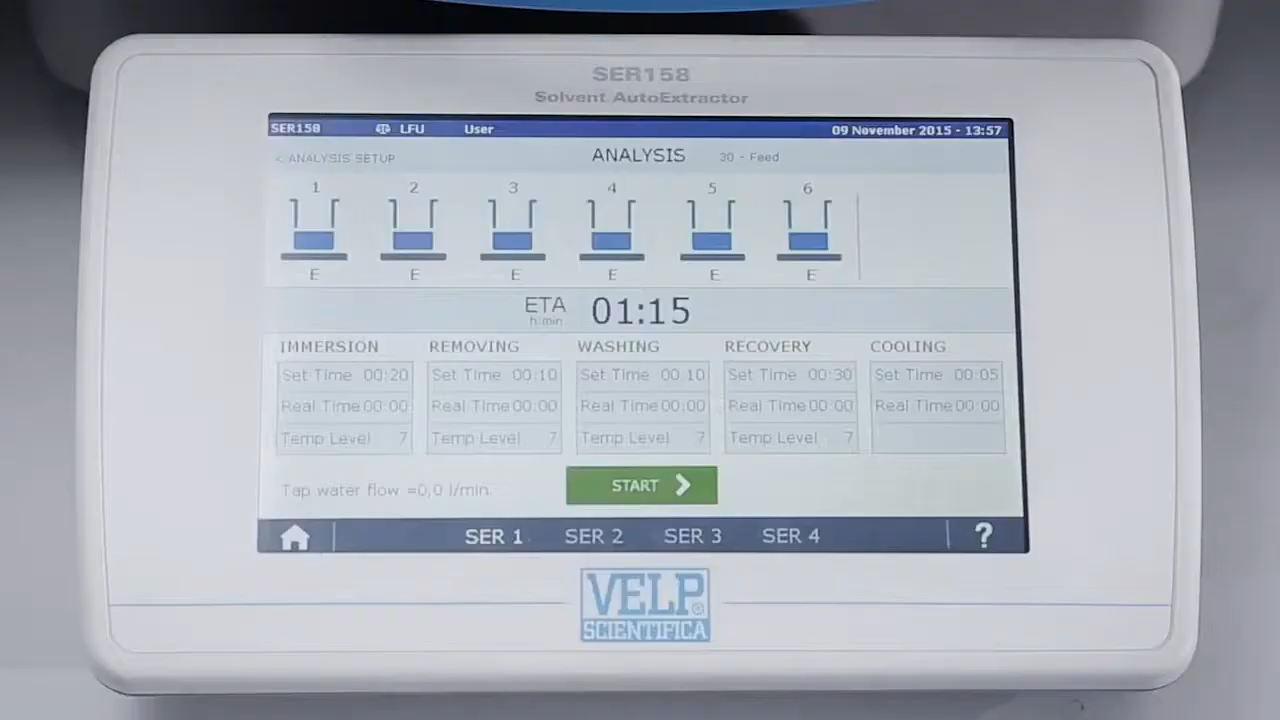 SER158
Solvent AutoExtractor
SER158 LFU User 09 November 2015 - 13:57
< ANALYSIS SETUP ANALYSIS 30 - Feed
1 2 3 4 5 6
E E E E E E
ETA 01:15
h:min
IMMERSION REMOVING WASHING RECOVERY COOLING
Set Time 00:20 Set Time 00:10 Set Time 00:10 Set Time 00:30 Set Time 00:05
Real Time 00:00 Real Time 00:00 Real Time 00:00 Real Time 00:00 Real Time 00:00
Temp Level 7 Temp Level 7 Temp Level 7 Temp Level 7
Tap water flow =0,0 l/min. START
SER 1 SER 2 SER 3 SER 4 ?
VELP®
SCIENTIFICA